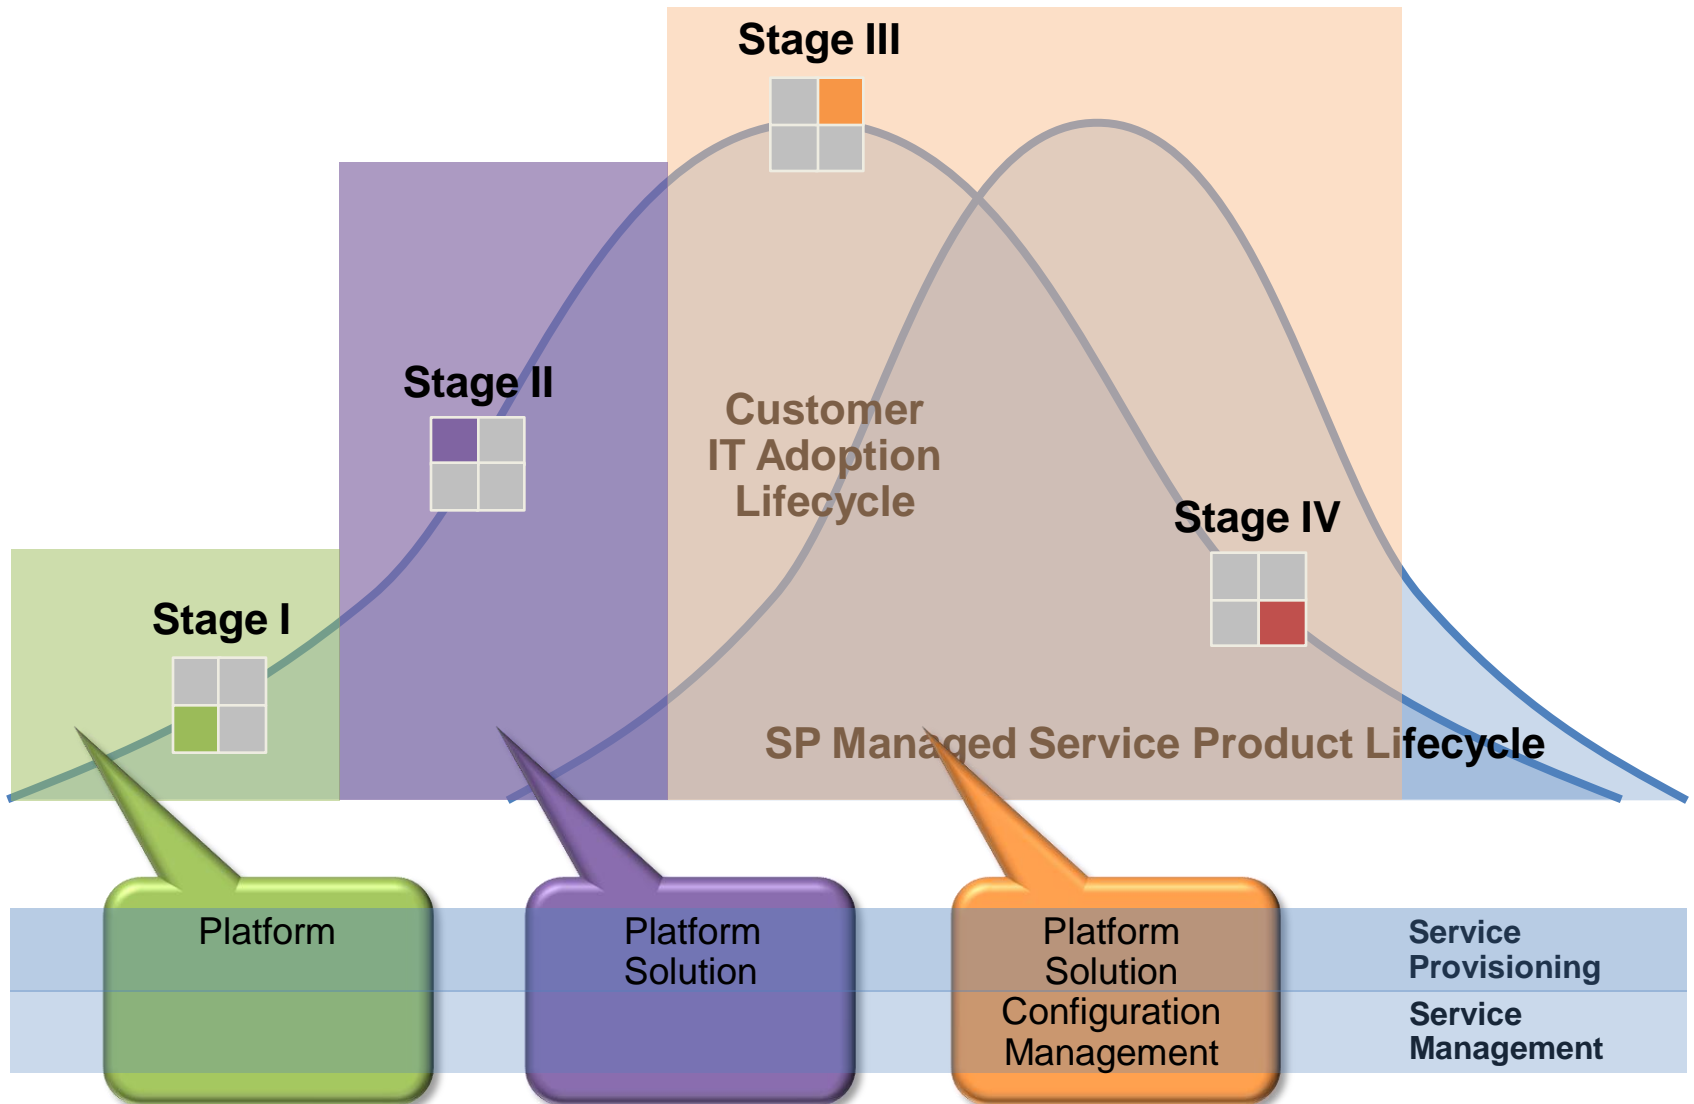 Stage III
Stage II
Customer
IT Adoption
Lifecycle
Stage IV
Stage I
SP Managed Service Product Lifecycle
Platform
Platform
Solution
Platform
Solution
Configuration
Management
Service
Provisioning
Service
Management